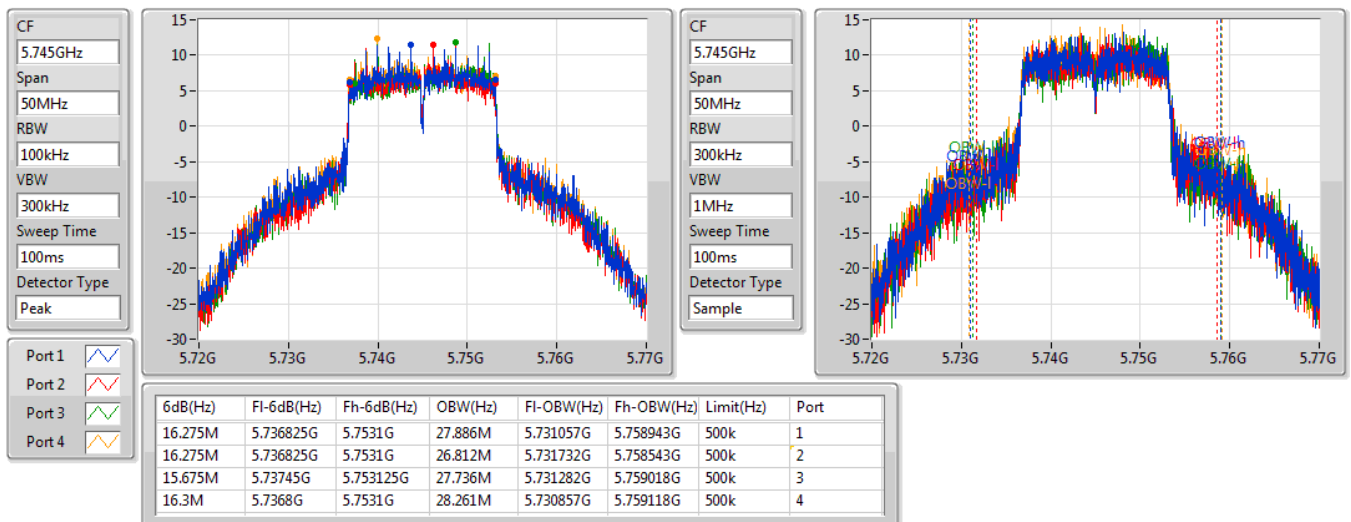 CF
5.745GHz
Span
50MHz
RBW
100kHz
VBW
300kHz
Sweep Time
100ms
Detector Type
Peak
15
10
5
0
-5
-10
-15
-20
-25
-30
5.72G 5.73G 5.74G 5.75G 5.76G 5.77G
CF
5.745GHz
Span
50MHz
RBW
300kHz
VBW
1MHz
Sweep Time
100ms
Detector Type
Sample
15
10
5
0
-5
-10
-15
-20
-25
-30
OBW-l
OBW-h
5.72G 5.73G 5.74G 5.75G 5.76G 5.77G
Port 1
Port 2
Port 3
Port 4
6dB(Hz) Fl-6dB(Hz) Fh-6dB(Hz) OBW(Hz) Fl-OBW(Hz) Fh-OBW(Hz) Limit(Hz) Port
16.275M 5.736825G 5.7531G 27.886M 5.731057G 5.758943G 500k 1
16.275M 5.736825G 5.7531G 26.812M 5.731732G 5.758543G 500k 2
15.675M 5.73745G 5.753125G 27.736M 5.731282G 5.759018G 500k 3
16.3M 5.7368G 5.7531G 28.261M 5.730857G 5.759118G 500k 4